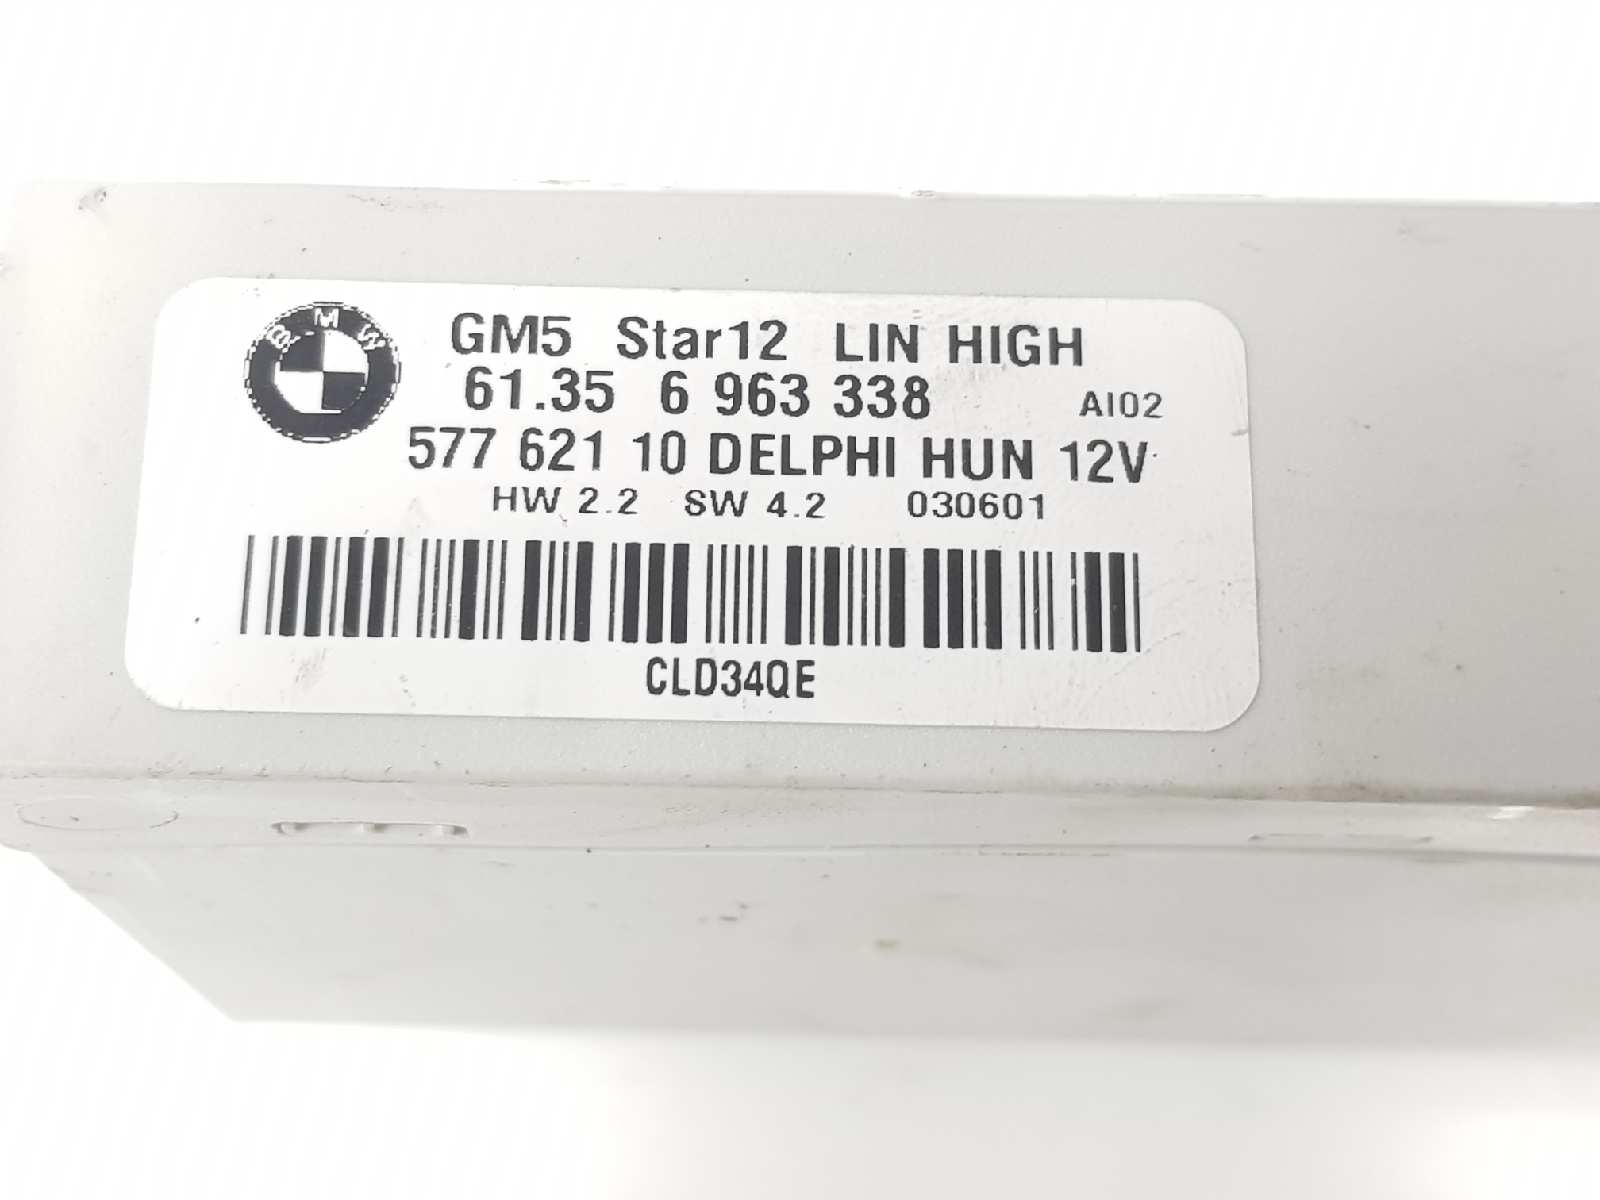 BMW
GM5 Star12 LIN HIGH
61.35 6 963 338 AI02
577 621 10 DELPHI HUN 12V
HW 2.2 SW 4.2 030601
CLD34QE